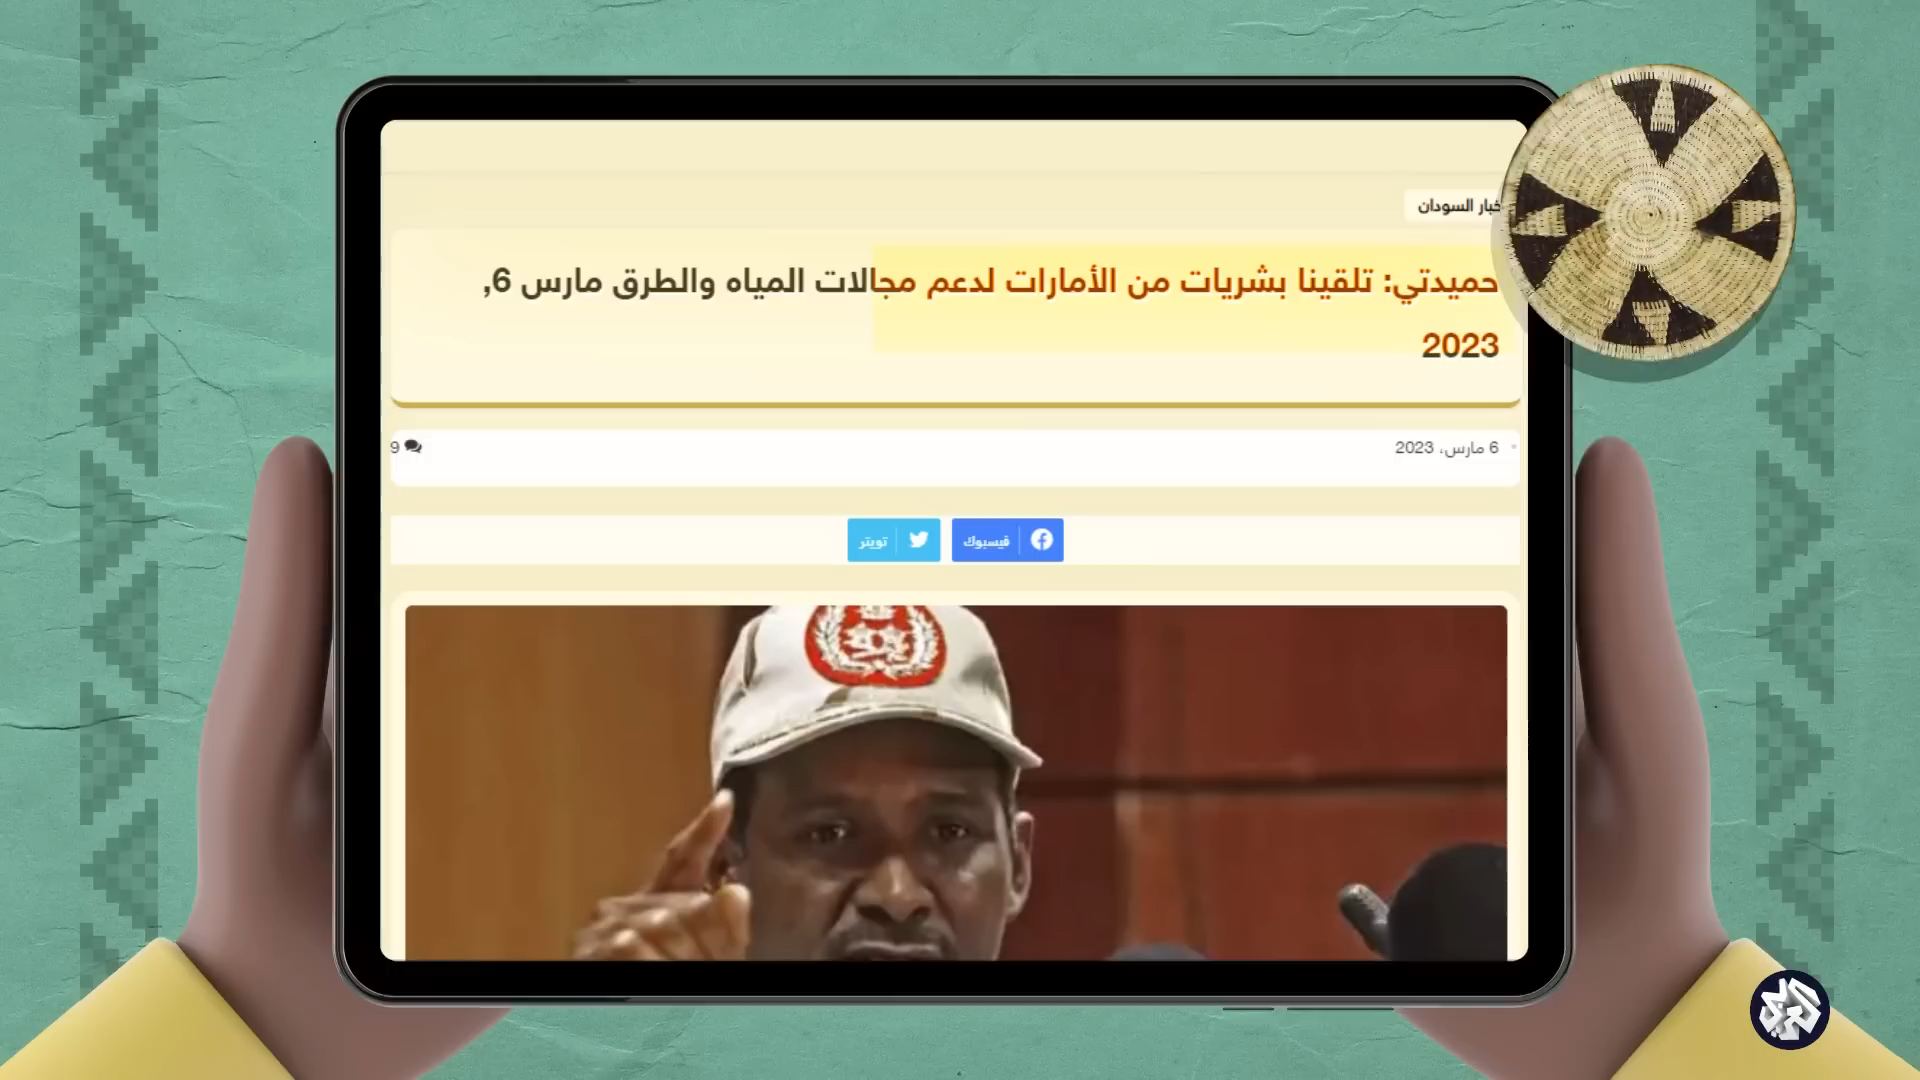 خبار السودان
حميدتي: تلقينا بشريات من الأمارات لدعم مجالات المياه والطرق مارس 6,
2023
6 مارس، 2023
9
فيسبوك
تويتر